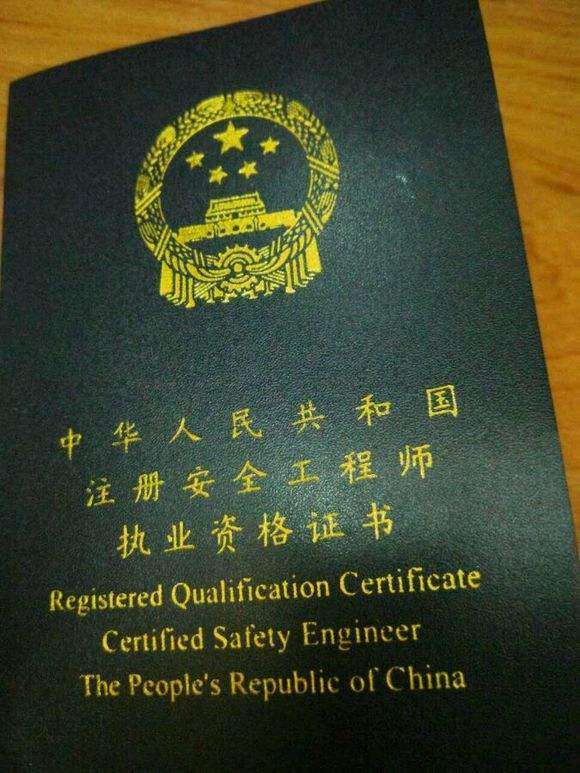 中华人民共和国
注册安全工程师
执业资格证书
Registered Qualification Certificate
Certified Safety Engineer
The People's Republic of China